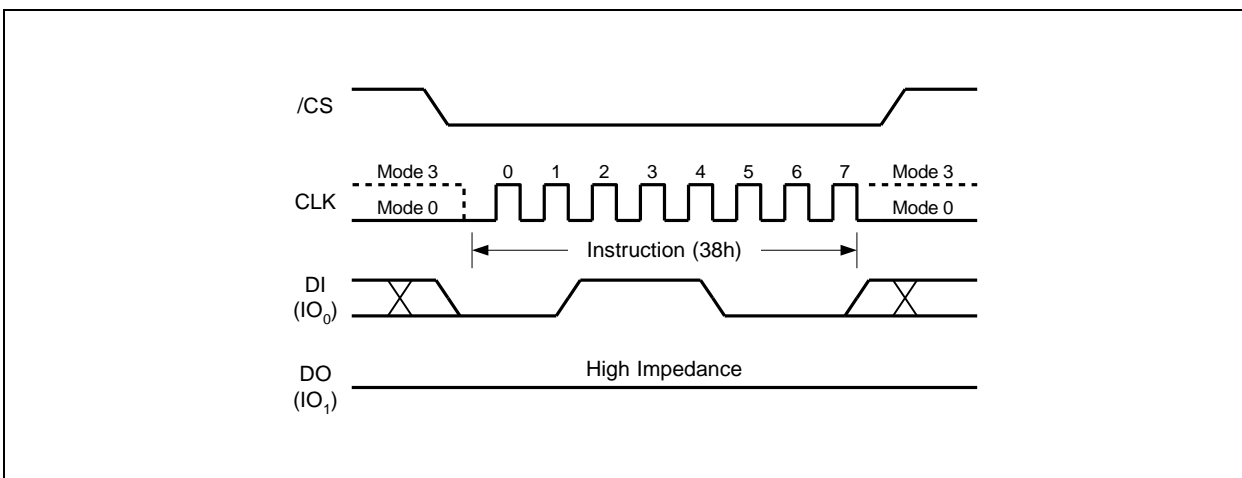 /CS
Mode 3 0 1 2 3 4 5 6 7 Mode 3
CLK
Mode 0 Mode 0
Instruction (38h)
DI
(IO0)
High Impedance
DO
(IO1)